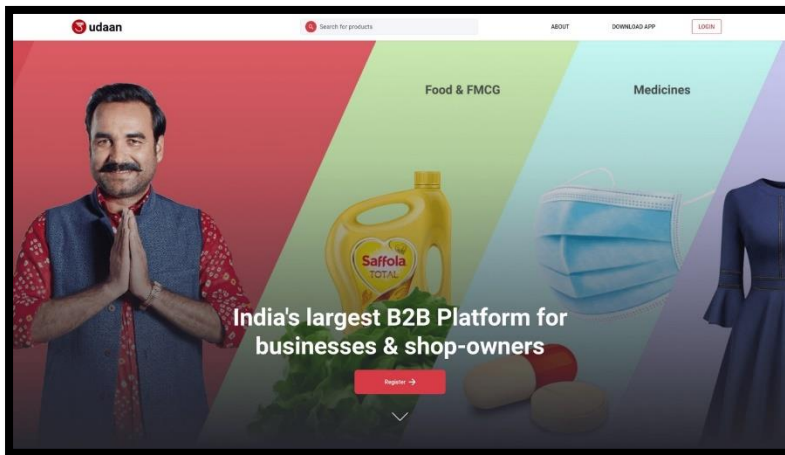 udaan
Search for products
ABOUT
DOWNLOAD APP
LOGIN
Food & FMCG
Medicines
Saffola
TOTAL
India's largest B2B Platform for
businesses & shop-owners
Register →